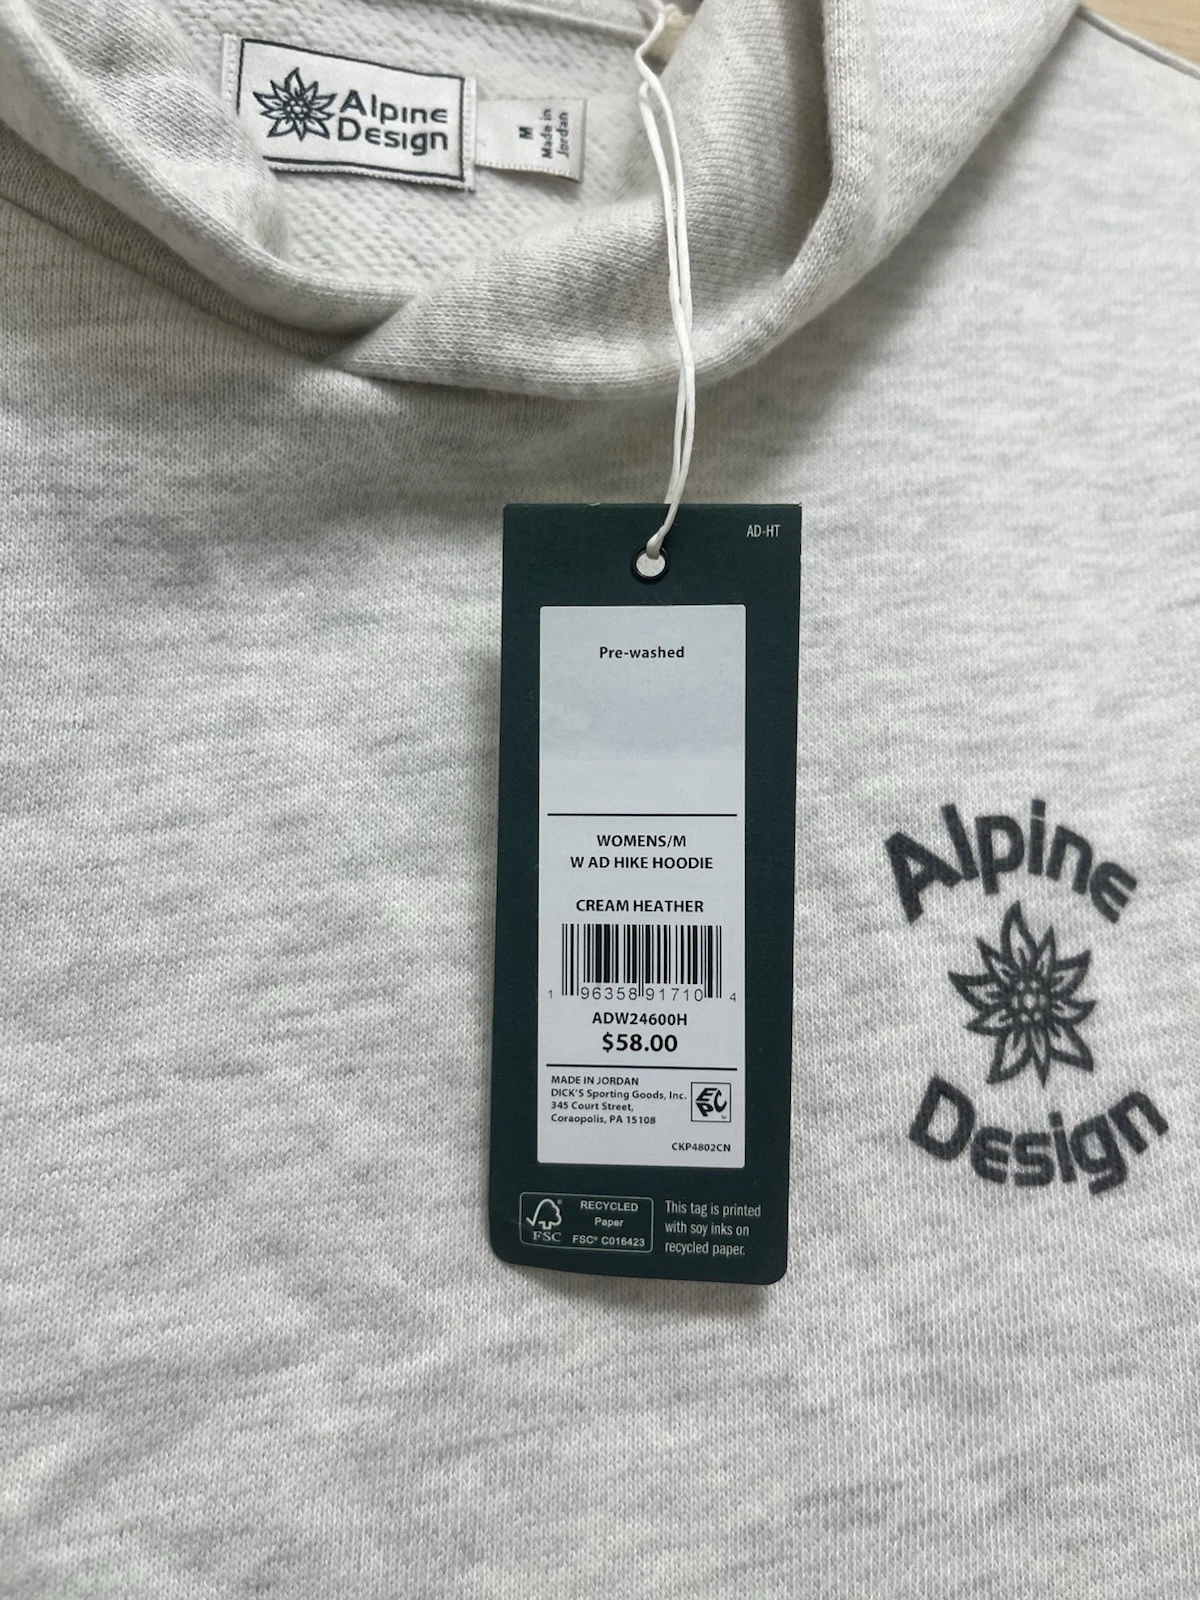 Alpine
Design
M
Made in
Jordan
AD-HT
Pre-washed
WOMENS/M
W AD HIKE HOODIE
CREAM HEATHER
1 96358 91710 4
ADW24600H
$58.00
MADE IN JORDAN
DICK'S Sporting Goods, Inc.
345 Court Street,
Coraopolis, PA 15108
EPC
CKP4802CN
FSC
RECYCLED
Paper
FSC® C016423
This tag is printed
with soy inks on
recycled paper.
Alpine
Design